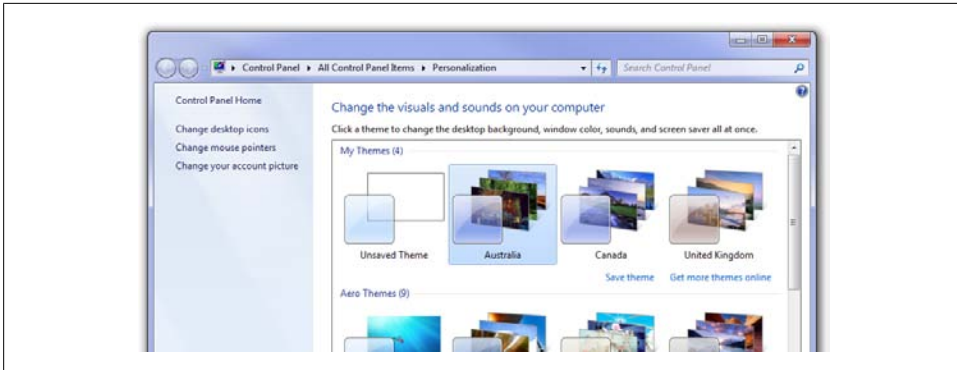 Control Panel ▸ All Control Panel Items ▸ Personalization
Search Control Panel
Control Panel Home
Change desktop icons
Change mouse pointers
Change your account picture
Change the visuals and sounds on your computer
Click a theme to change the desktop background, window color, sounds, and screen saver all at once.
My Themes (4)
Unsaved Theme
Australia
Canada
United Kingdom
Save theme
Get more themes online
Aero Themes (9)